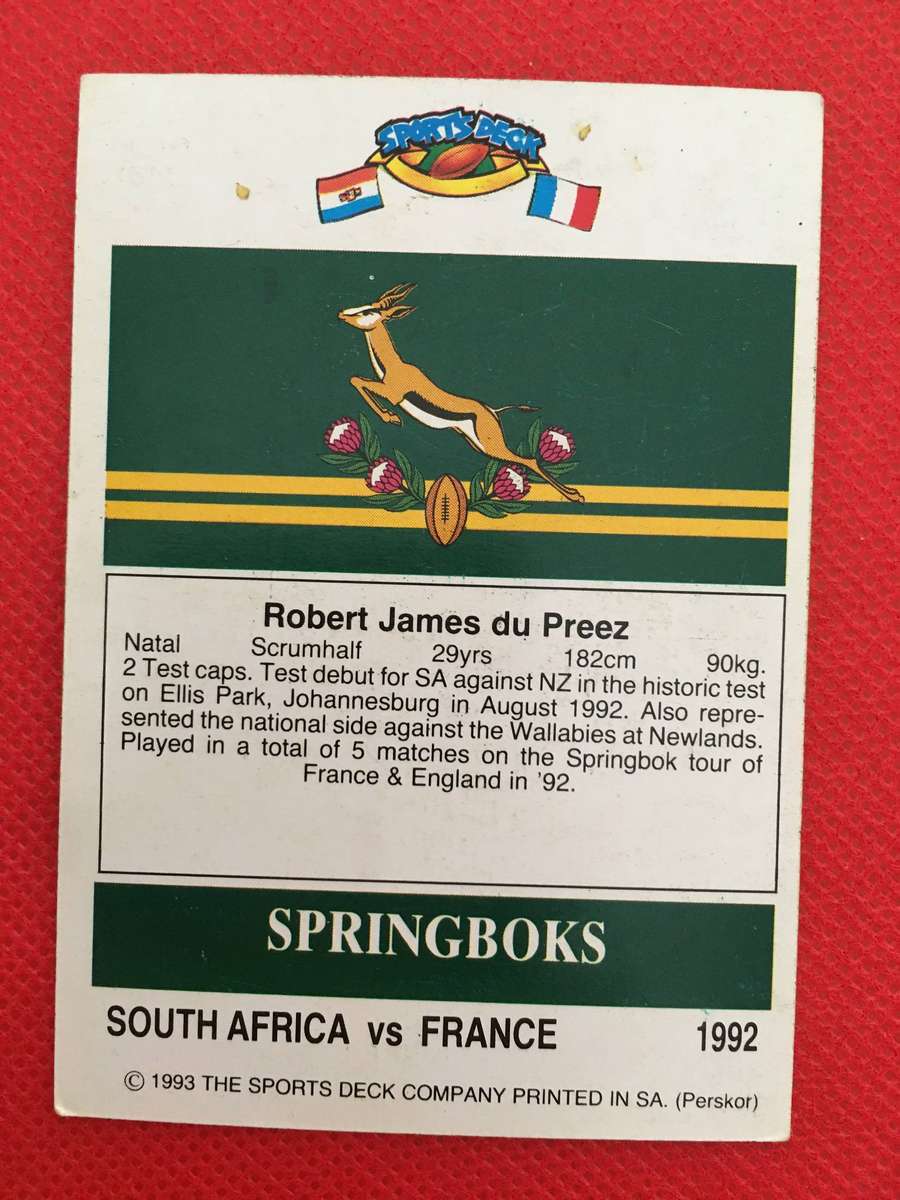 SPORTS DECK
Robert James du Preez
Natal Scrumhalf 29yrs 182cm 90kg.
2 Test caps. Test debut for SA against NZ in the historic test
on Ellis Park, Johannesburg in August 1992. Also repre-
sented the national side against the Wallabies at Newlands.
Played in a total of 5 matches on the Springbok tour of
France & England in '92.
SPRINGBOKS
SOUTH AFRICA vs FRANCE 1992
© 1993 THE SPORTS DECK COMPANY PRINTED IN SA. (Perskor)